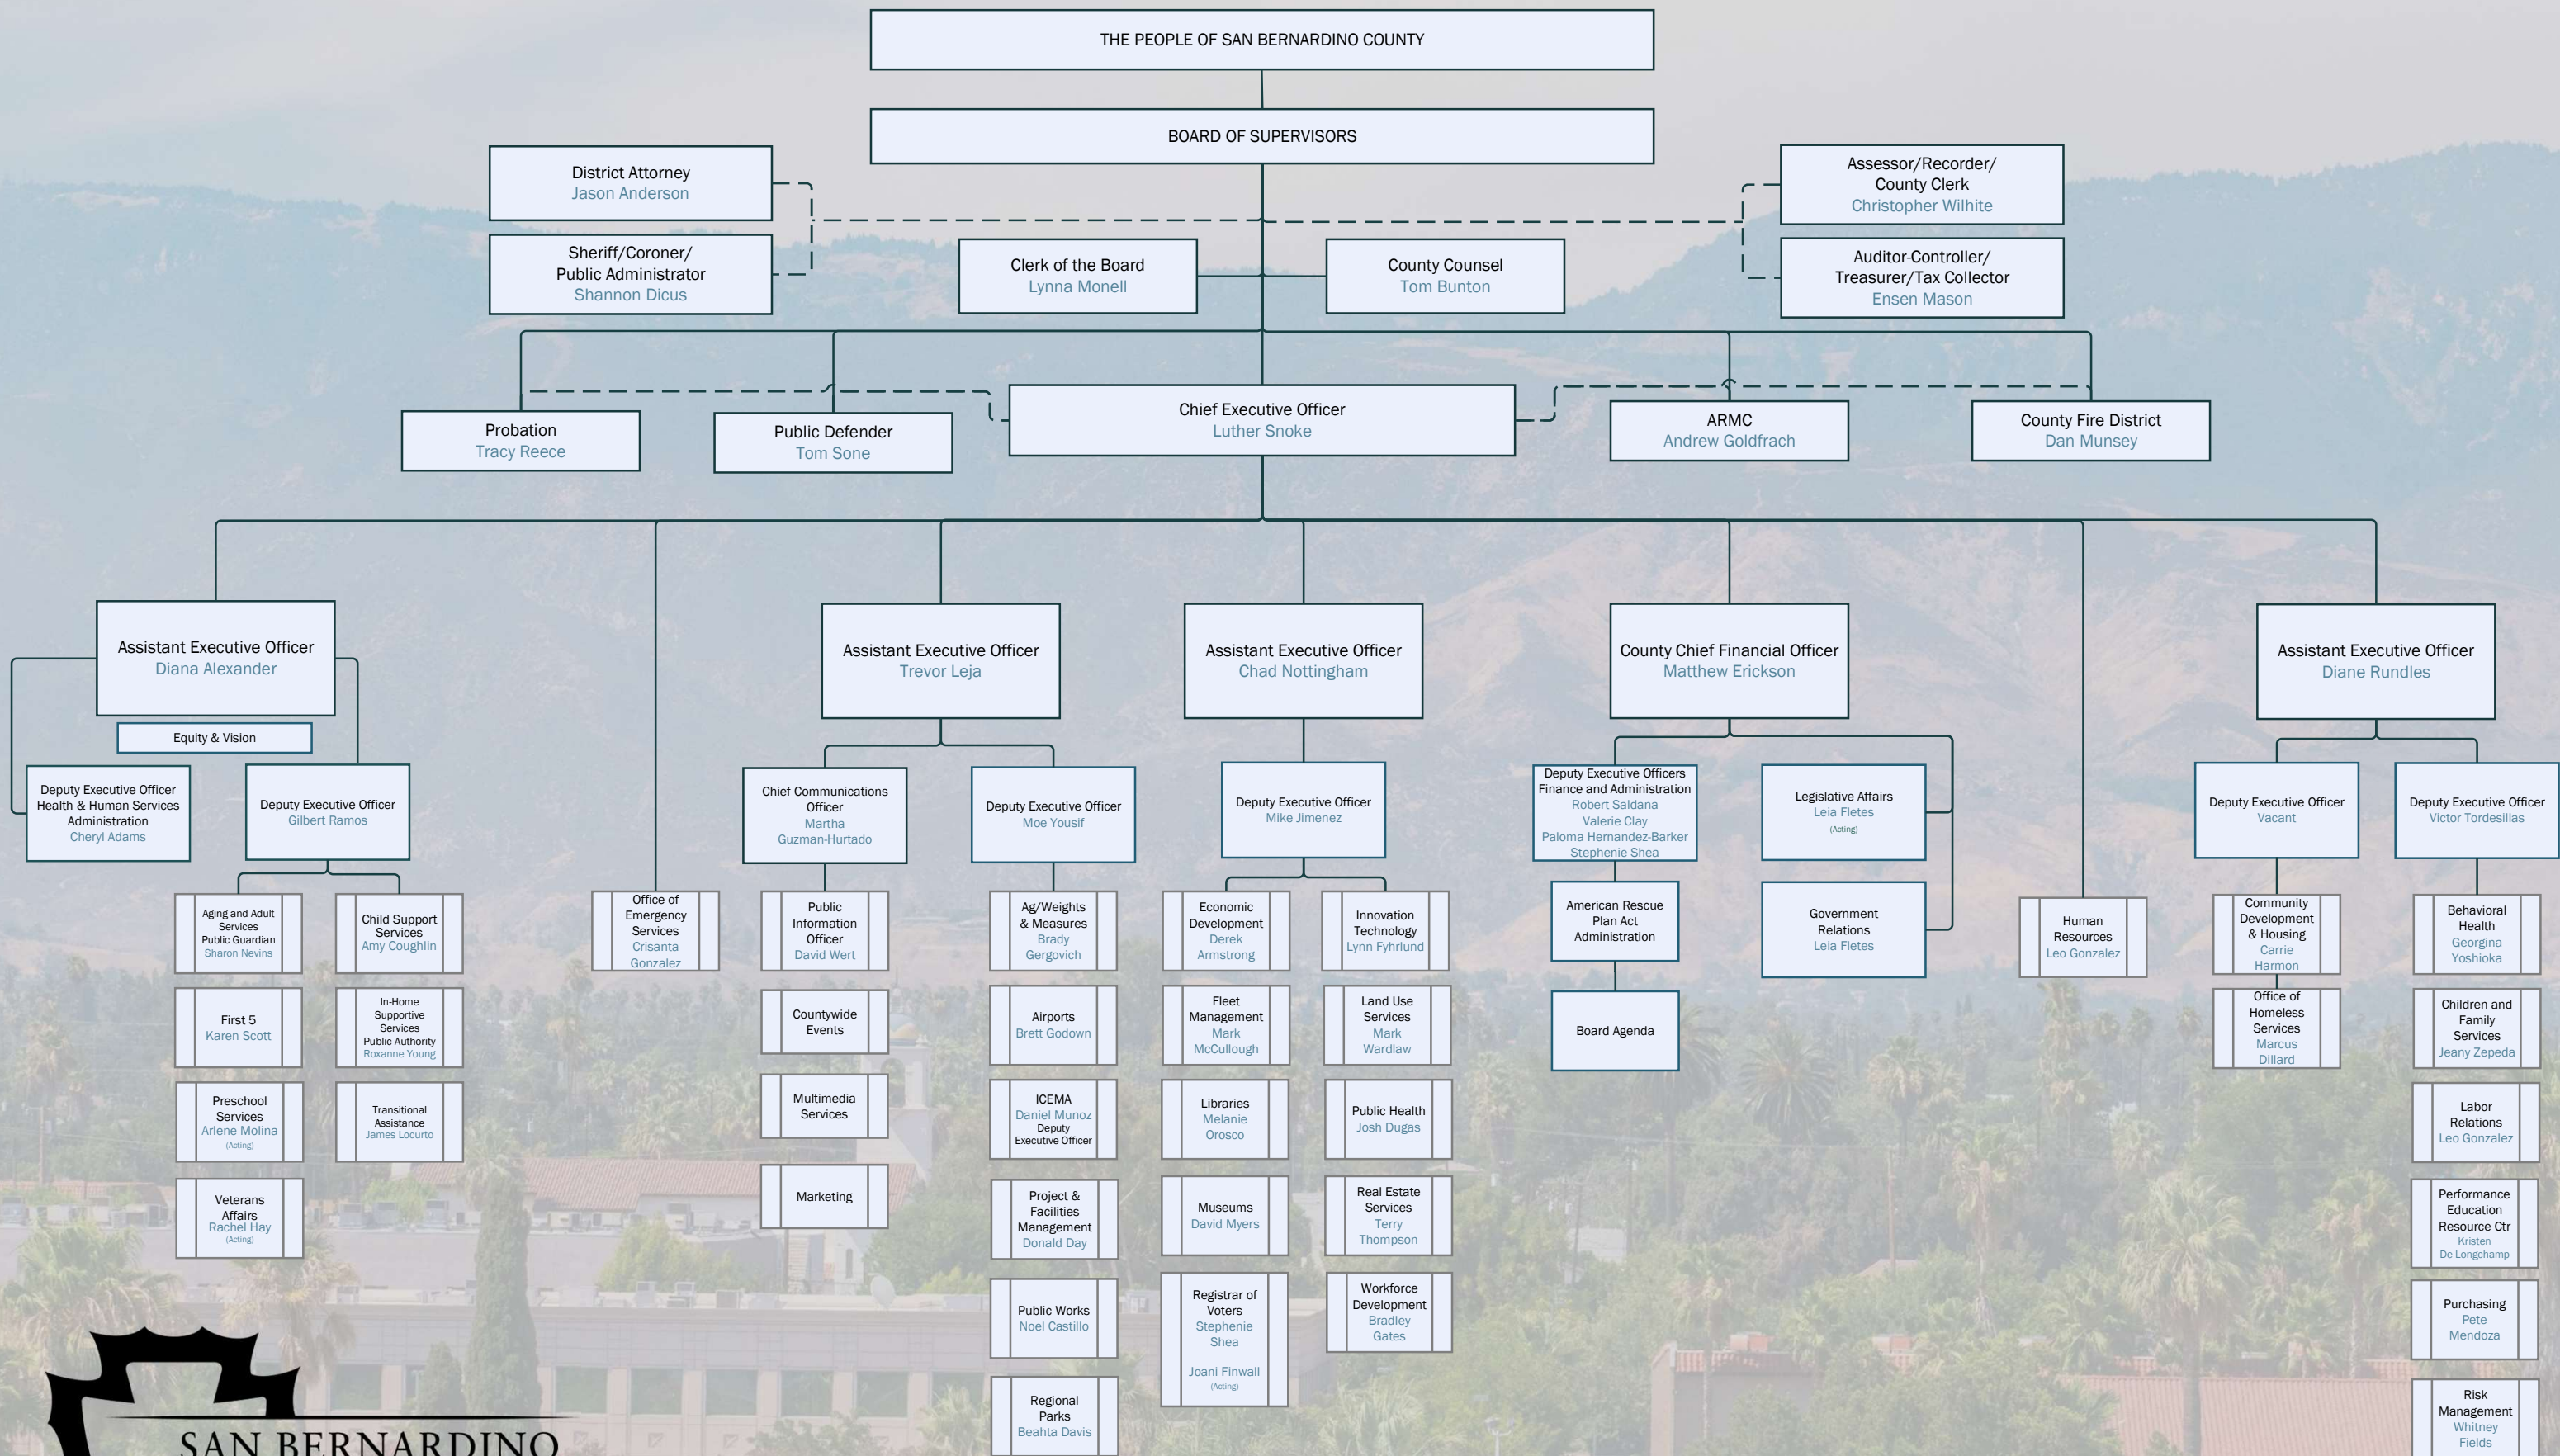 THE PEOPLE OF SAN BERNARDINO COUNTY
BOARD OF SUPERVISORS
District Attorney
Jason Anderson
Sheriff/Coroner/
Public Administrator
Shannon Dicus
Clerk of the Board
Lynna Monell
County Counsel
Tom Bunton
Assessor/Recorder/
County Clerk
Christopher Wilhite
Auditor-Controller/
Treasurer/Tax Collector
Ensen Mason
Probation
Tracy Reece
Public Defender
Tom Sone
Chief Executive Officer
Luther Snoke
ARMC
Andrew Goldfrach
County Fire District
Dan Munsey
Assistant Executive Officer
Diana Alexander
Equity & Vision
Deputy Executive Officer
Health & Human Services
Administration
Cheryl Adams
Deputy Executive Officer
Gilbert Ramos
Aging and Adult
Services
Public Guardian
Sharon Nevins
First 5
Karen Scott
Preschool
Services
Arlene Molina
(Acting)
Veterans
Affairs
Rachel Hay
(Acting)
Child Support
Services
Amy Coughlin
In-Home
Supportive
Services
Public Authority
Roxanne Young
Transitional
Assistance
James Locurto
Office of
Emergency
Services
Crisanta
Gonzalez
Assistant Executive Officer
Trevor Leja
Chief Communications
Officer
Martha
Guzman-Hurtado
Public
Information
Officer
David Wert
Countywide
Events
Multimedia
Services
Marketing
Deputy Executive Officer
Moe Yousif
Ag/Weights
& Measures
Brady
Gergovich
Airports
Brett Godown
ICEMA
Daniel Munoz
Deputy
Executive Officer
Project &
Facilities
Management
Donald Day
Public Works
Noel Castillo
Regional
Parks
Beahta Davis
Assistant Executive Officer
Chad Nottingham
Deputy Executive Officer
Mike Jimenez
Economic
Development
Derek
Armstrong
Fleet
Management
Mark
McCullough
Libraries
Melanie
Orosco
Museums
David Myers
Registrar of
Voters
Stephenie
Shea
Joani Finwall
(Acting)
Innovation
Technology
Lynn Fyhrlund
Land Use
Services
Mark
Wardlaw
Public Health
Josh Dugas
Real Estate
Services
Terry
Thompson
Workforce
Development
Bradley
Gates
County Chief Financial Officer
Matthew Erickson
Deputy Executive Officers
Finance and Administration
Robert Saldana
Valerie Clay
Paloma Hernandez-Barker
Stephenie Shea
American Rescue
Plan Act
Administration
Board Agenda
Legislative Affairs
Leia Fletes
(Acting)
Government
Relations
Leia Fletes
Human
Resources
Leo Gonzalez
Assistant Executive Officer
Diane Rundles
Deputy Executive Officer
Vacant
Community
Development
& Housing
Carrie
Harmon
Office of
Homeless
Services
Marcus
Dillard
Deputy Executive Officer
Victor Tordesillas
Behavioral
Health
Georgina
Yoshioka
Children and
Family
Services
Jeany Zepeda
Labor
Relations
Leo Gonzalez
Performance
Education
Resource Ctr
Kristen
De Longchamp
Purchasing
Pete
Mendoza
Risk
Management
Whitney
Fields
SAN BERNARDINO